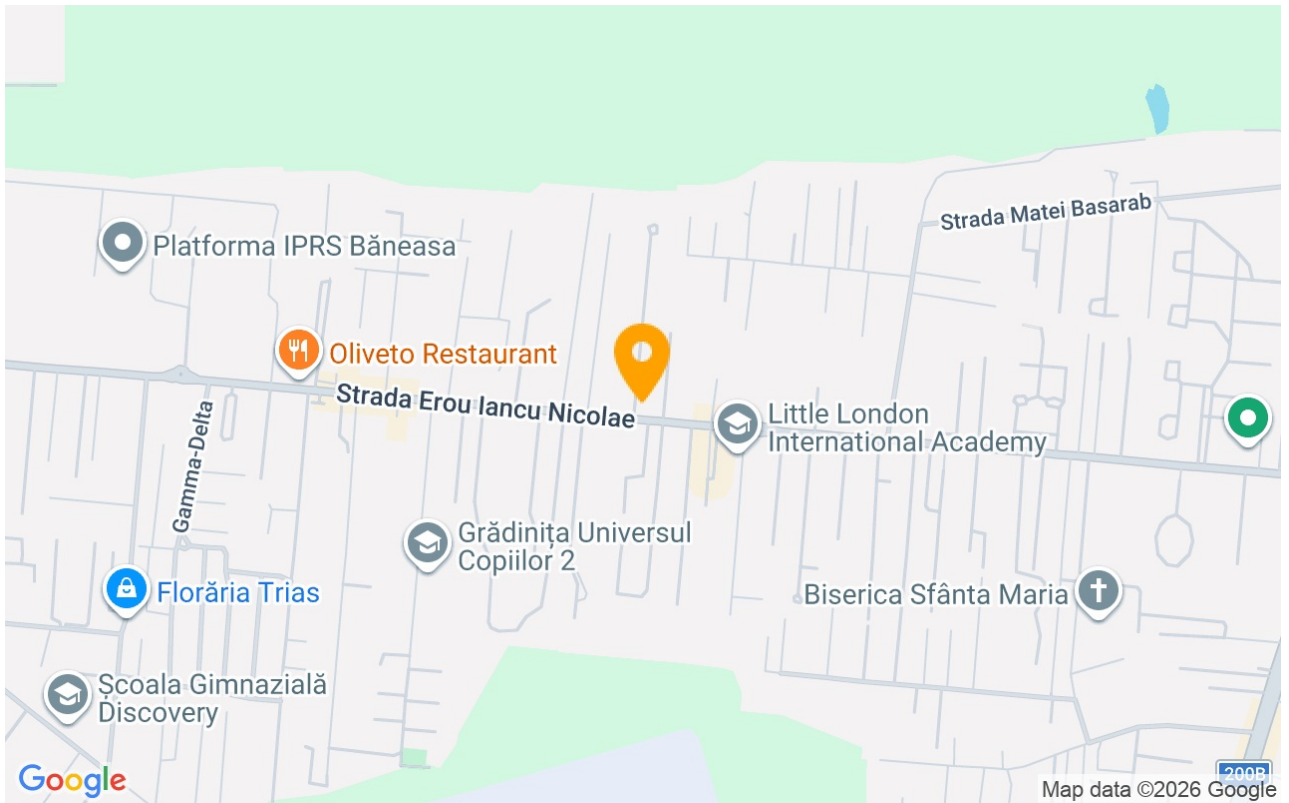 Strada Matei Basarab
Platforma IPRS Băneasa
Oliveto Restaurant
Strada Erou Iancu Nicolae
Little London
International Academy
Gamma-Delta
Grădinița Universul
Copiilor 2
Florăria Trias
Biserica Sfânta Maria
Școala Gimnazială
Discovery
Google
200B
Map data ©2026 Google